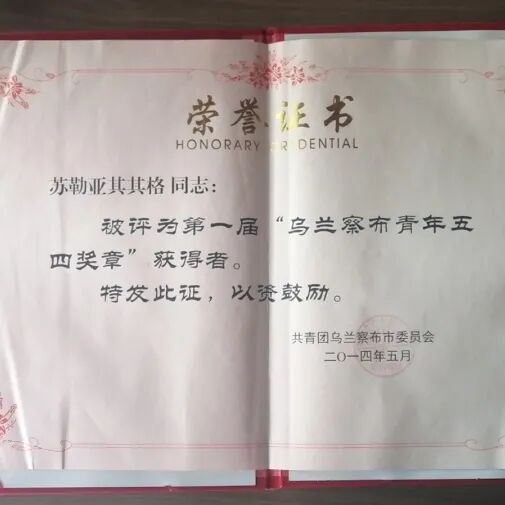 荣誉证书
HONORARY CREDENTIAL
苏勒亚其其格 同志：
被评为第一届“乌兰察布青年五
四奖章”获得者。
特发此证，以资鼓励。
共青团乌兰察布市委员会
二〇一四年五月